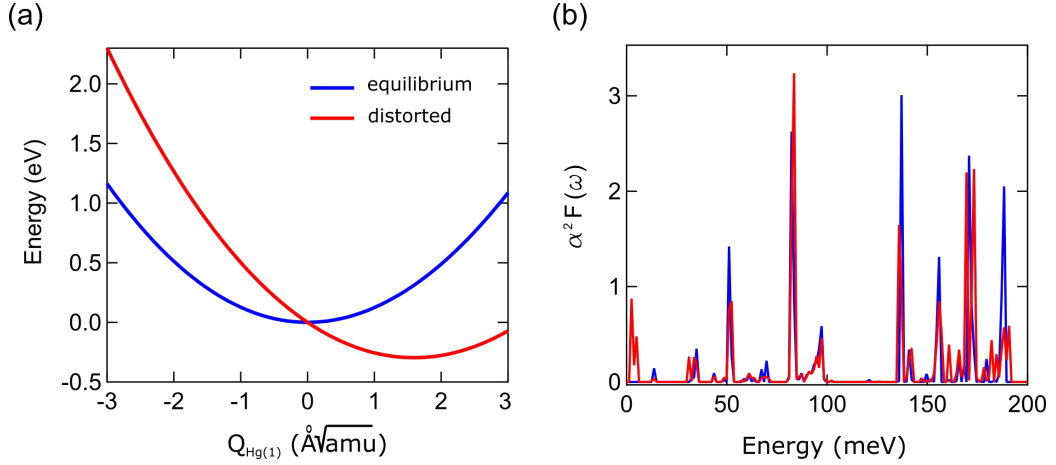 (a)
2.0
1.5
1.0
0.5
0.0
-0.5
-3 -2 -1 0 1 2 3
Energy (eV)
Q Hg(1) (Å√amu)
equilibrium
distorted
(b)
3
2
1
0
0 50 100 150 200
α² F (ω)
Energy (meV)